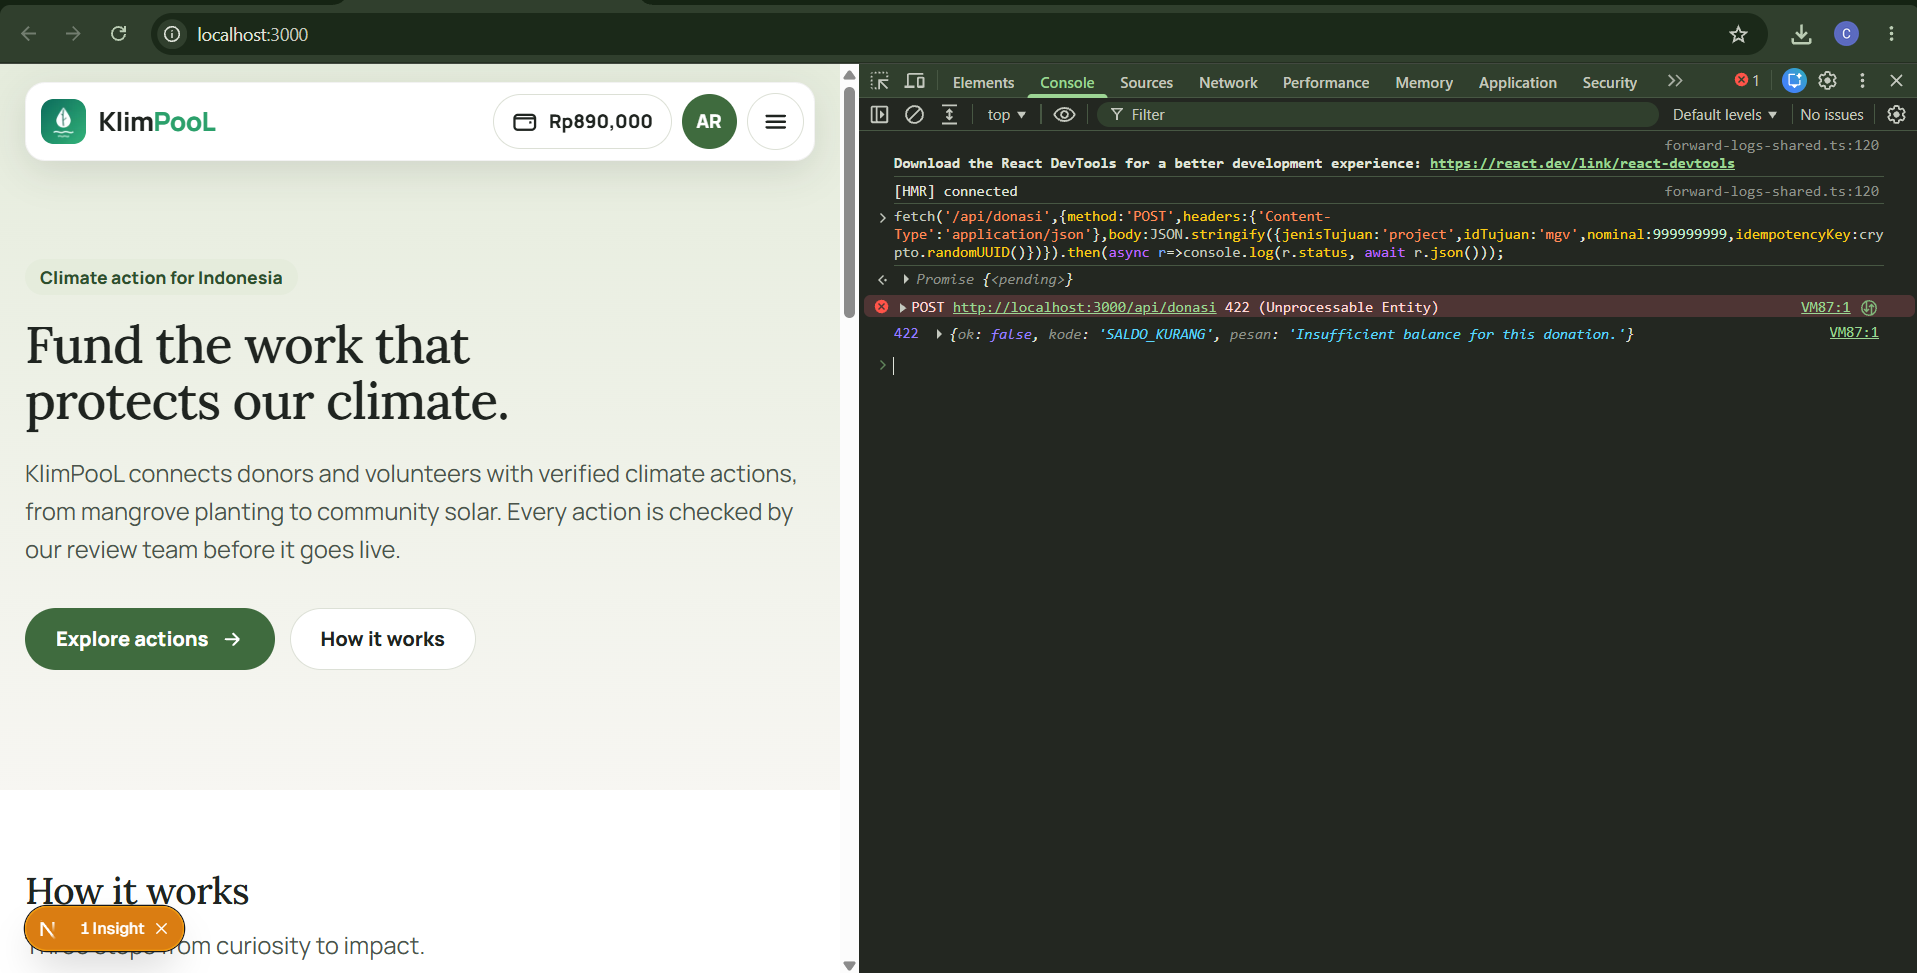 localhost:3000
C
KlimPooL
Rp890,000
AR
Climate action for Indonesia
Fund the work that
protects our climate.
KlimPooL connects donors and volunteers with verified climate actions,
from mangrove planting to community solar. Every action is checked by
our review team before it goes live.
Explore actions →
How it works
How it works
from curiosity to impact.
N 1 Insight ×
Elements Console Sources Network Performance Memory Application Security 1
top Filter Default levels No issues
forward-logs-shared.ts:120
Download the React DevTools for a better development experience: https://react.dev/link/react-devtools
[HMR] connected forward-logs-shared.ts:120
> fetch('/api/donasi',{method:'POST',headers:{'Content-
Type':'application/json'},body:JSON.stringify({jenisTujuan:'project',idTujuan:'mgv',nominal:999999999,idempotencyKey:cry
pto.randomUUID()})}).then(async r=>console.log(r.status, await r.json()));
Promise {<pending>}
POST http://localhost:3000/api/donasi 422 (Unprocessable Entity) VM87:1
422 {ok: false, kode: 'SALDO_KURANG', pesan: 'Insufficient balance for this donation.'} VM87:1
>